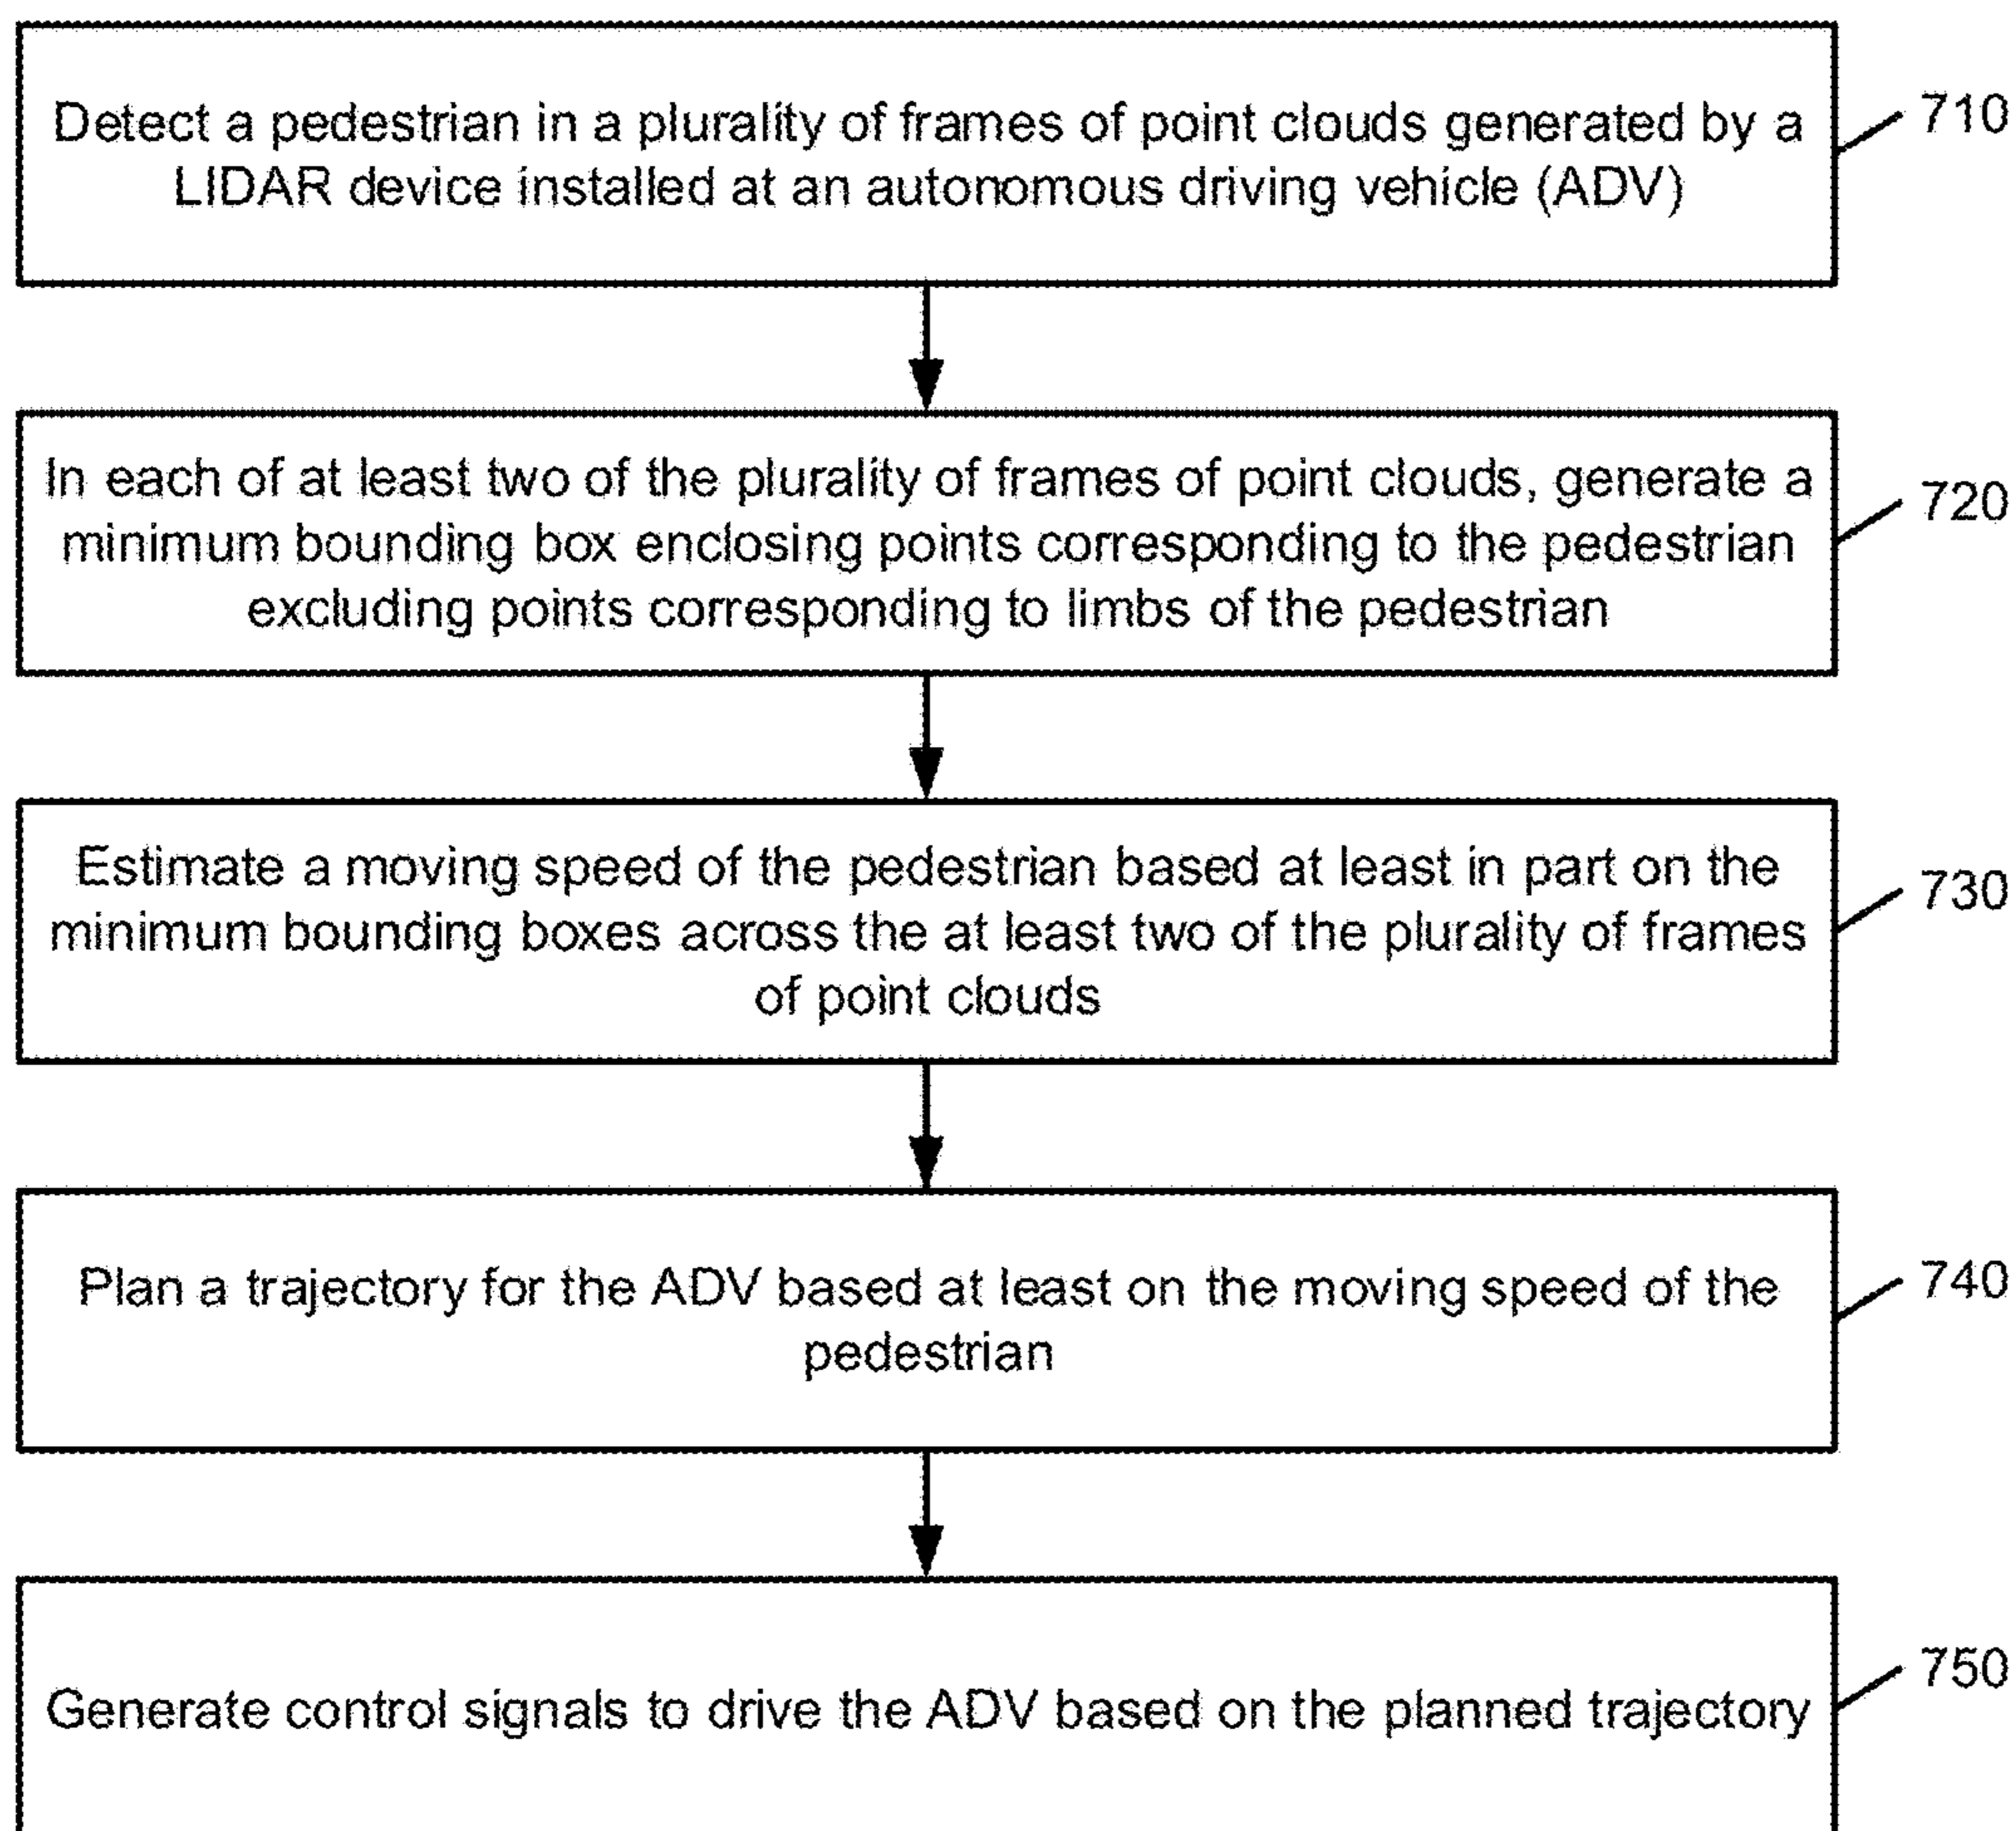 Detect a pedestrian in a plurality of frames of point clouds generated by a
LIDAR device installed at an autonomous driving vehicle (ADV)
710
In each of at least two of the plurality of frames of point clouds, generate a
minimum bounding box enclosing points corresponding to the pedestrian
excluding points corresponding to limbs of the pedestrian
720
Estimate a moving speed of the pedestrian based at least in part on the
minimum bounding boxes across the at least two of the plurality of frames
of point clouds
730
Plan a trajectory for the ADV based at least on the moving speed of the
pedestrian
740
Generate control signals to drive the ADV based on the planned trajectory
750